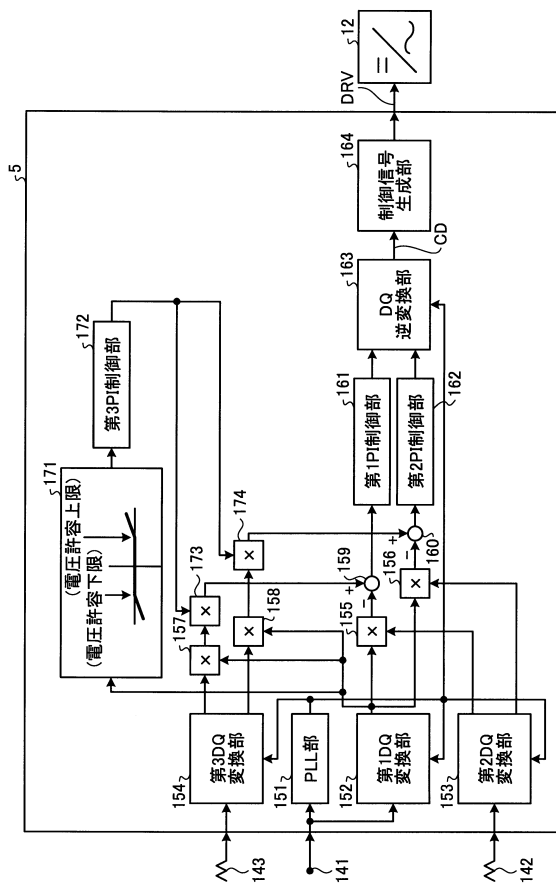 5
171
(電圧許容上限)
(電圧許容下限)
172
第3PI制御部
157
×
173
×
174
×
158
×
154
第3DQ
変換部
143
151
PLL部
141
152
第1DQ
変換部
153
第2DQ
変換部
142
155
×
156
×
159
+
-
160
+
-
161
第1PI制御部
162
第2PI制御部
163
DQ
逆変換部
CD
164
制御信号
生成部
DRV
12